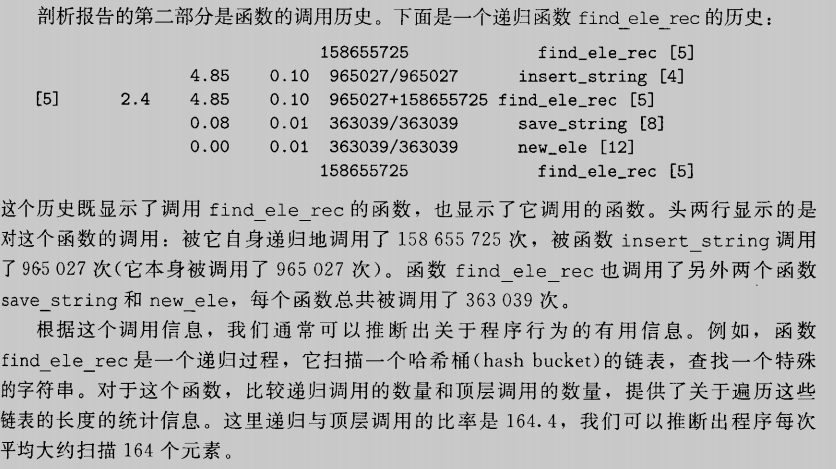 剖析报告的第二部分是函数的调用历史。下面是一个递归函数 find_ele_rec 的历史：
158655725 find_ele_rec [5]
4.85 0.10 965027/965027 insert_string [4]
[5] 2.4 4.85 0.10 965027+158655725 find_ele_rec [5]
0.08 0.01 363039/363039 save_string [8]
0.00 0.01 363039/363039 new_ele [12]
158655725 find_ele_rec [5]
这个历史既显示了调用 find_ele_rec 的函数，也显示了它调用的函数。头两行显示的是
对这个函数的调用：被它自身递归地调用了 158 655 725 次，被函数 insert_string 调用
了 965 027 次(它本身被调用了 965 027 次)。函数 find_ele_rec 也调用了另外两个函数
save_string 和 new_ele，每个函数总共被调用了 363 039 次。
根据这个调用信息，我们通常可以推断出关于程序行为的有用信息。例如，函数
find_ele_rec 是一个递归过程，它扫描一个哈希桶(hash bucket)的链表，查找一个特殊
的字符串。对于这个函数，比较递归调用的数量和顶层调用的数量，提供了关于遍历这些
链表的长度的统计信息。这里递归与顶层调用的比率是 164.4，我们可以推断出程序每次
平均大约扫描 164 个元素。